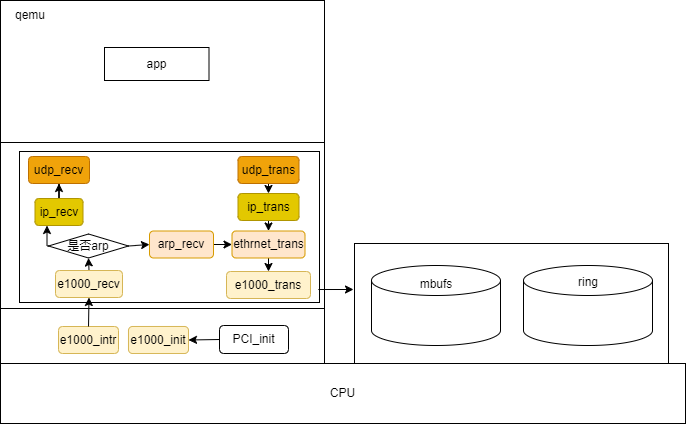 qemu
app
udp_recv
udp_trans
ip_recv
ip_trans
是否arp
arp_recv
ethrnet_trans
e1000_recv
e1000_trans
mbufs
ring
e1000_intr
e1000_init
PCI_init
CPU